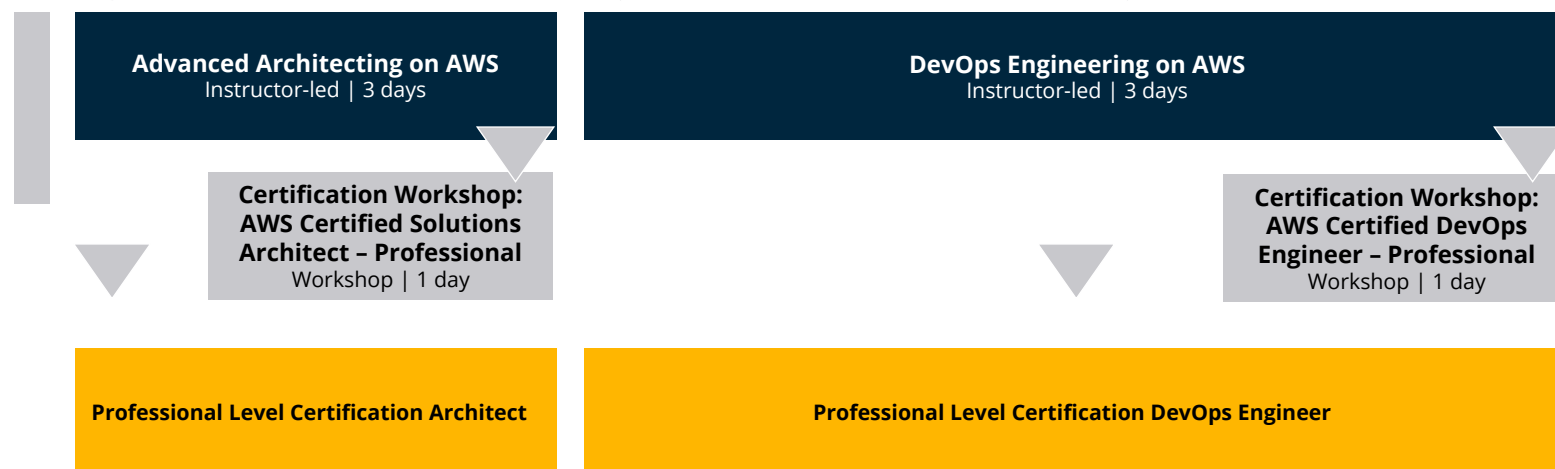 Advanced Architecting on AWS
Instructor-led | 3 days
DevOps Engineering on AWS
Instructor-led | 3 days
Certification Workshop:
AWS Certified Solutions
Architect – Professional
Workshop | 1 day
Certification Workshop:
AWS Certified DevOps
Engineer – Professional
Workshop | 1 day
Professional Level Certification Architect
Professional Level Certification DevOps Engineer